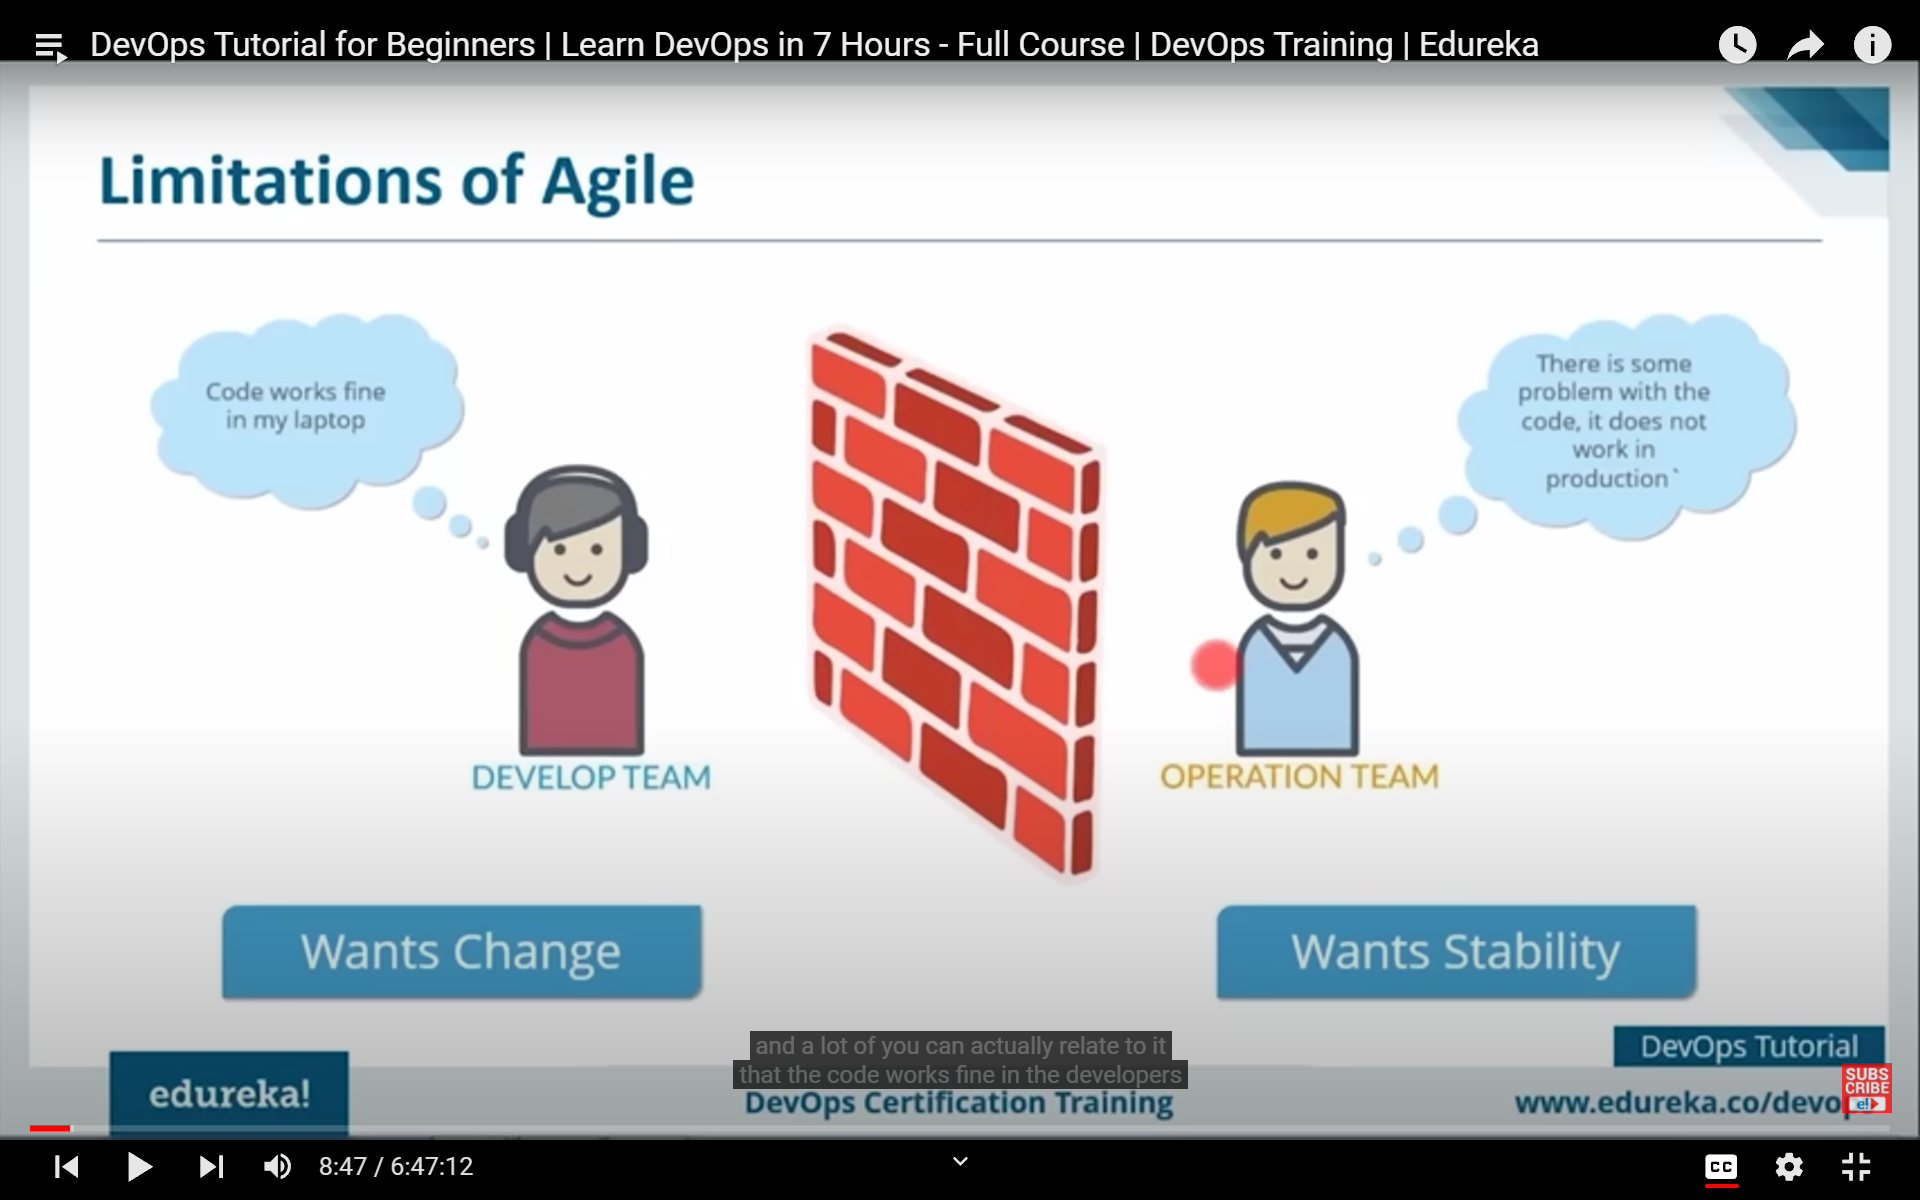 DevOps Tutorial for Beginners | Learn DevOps in 7 Hours - Full Course | DevOps Training | Edureka
Limitations of Agile
Code works fine
in my laptop
There is some
problem with the
code, it does not
work in
production`
DEVELOP TEAM
OPERATION TEAM
Wants Change
Wants Stability
and a lot of you can actually relate to it
that the code works fine in the developers
DevOps Tutorial
edureka!
DevOps Certification Training
www.edureka.co/devop
SUBS
CRIBE
e!
8:47 / 6:47:12
CC